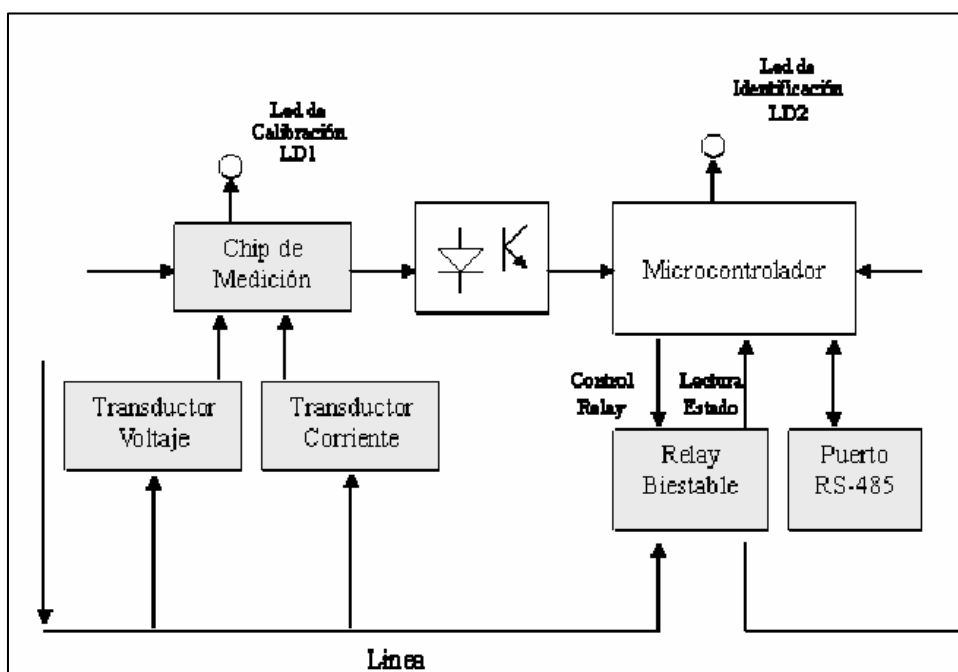 Led de
Identificación
LD2
Led de
Calibración
LD1
Chip de
Medición
Microcontrolador
Control
Relay
Lectura
Estado
Transductor
Voltaje
Transductor
Corriente
Relay
Biestable
Puerto
RS-485
Linea